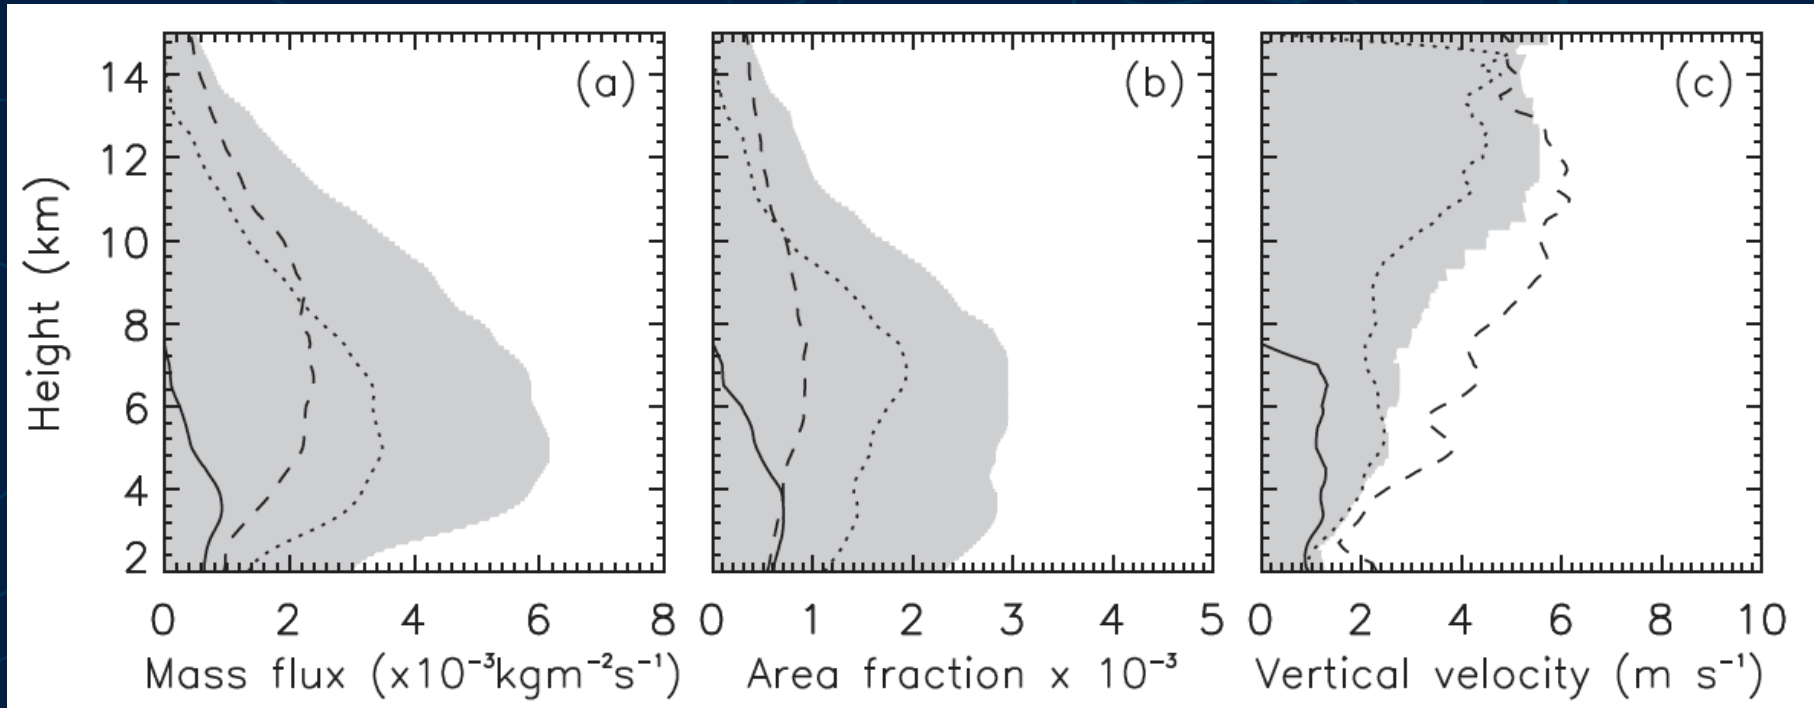 (a)
(b)
(c)
Height (km)
14
12
10
8
6
4
2
0 2 4 6 8
0 1 2 3 4 5
0 2 4 6 8 10
Mass flux (x10⁻³kgm⁻²s⁻¹)
Area fraction x 10⁻³
Vertical velocity (m s⁻¹)